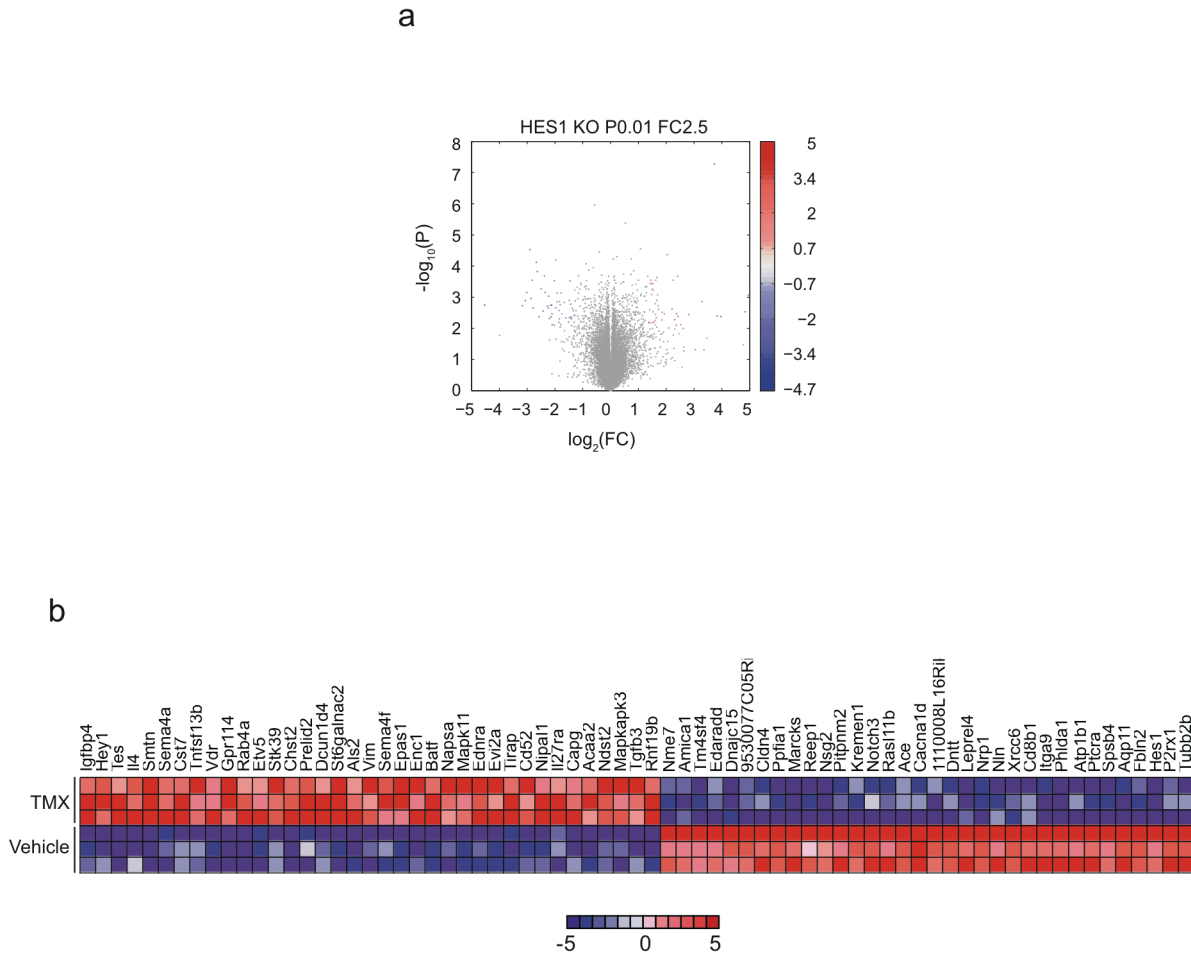 a
HES1 KO P0.01 FC2.5
8
7
6
5
4
3
2
1
0
-log10(P)
−5 −4 −3 −2 −1 0 1 2 3 4 5
log2(FC)
5
3.4
2
0.7
−0.7
−2
−3.4
−4.7
b
Igfbp4
Hey1
Tes
Il4
Smtn
Sema4a
Cst7
Tnfsf13b
Vdr
Gpr114
Rab4a
Etv5
Stk39
Chst2
Prelid2
Dcun1d4
St6galnac2
Als2
Vim
Sema4f
Epas1
Enc1
Batf
Napsa
Mapk11
Ednra
Evi2a
Tirap
Cd52
Nipal1
Il27ra
Capg
Acaa2
Ndst2
Mapkapk3
Tgfb3
Rnf19b
Nme7
Amica1
Tm4sf4
Edaradd
Dnajc15
9530077C05Ri
Cldn4
Ppfia1
Marcks
Reep1
Nsg2
Pitpnm2
Kremen1
Notch3
Rasl11b
Ace
Cacna1d
1110008L16Ril
Dntt
Leprel4
Nrp1
Nln
Xrcc6
Cd8b1
Itga9
Phlda1
Atp1b1
Ptcra
Spsb4
Aqp11
Fbln2
Hes1
P2rx1
Tubb2b
TMX
Vehicle
-5 0 5